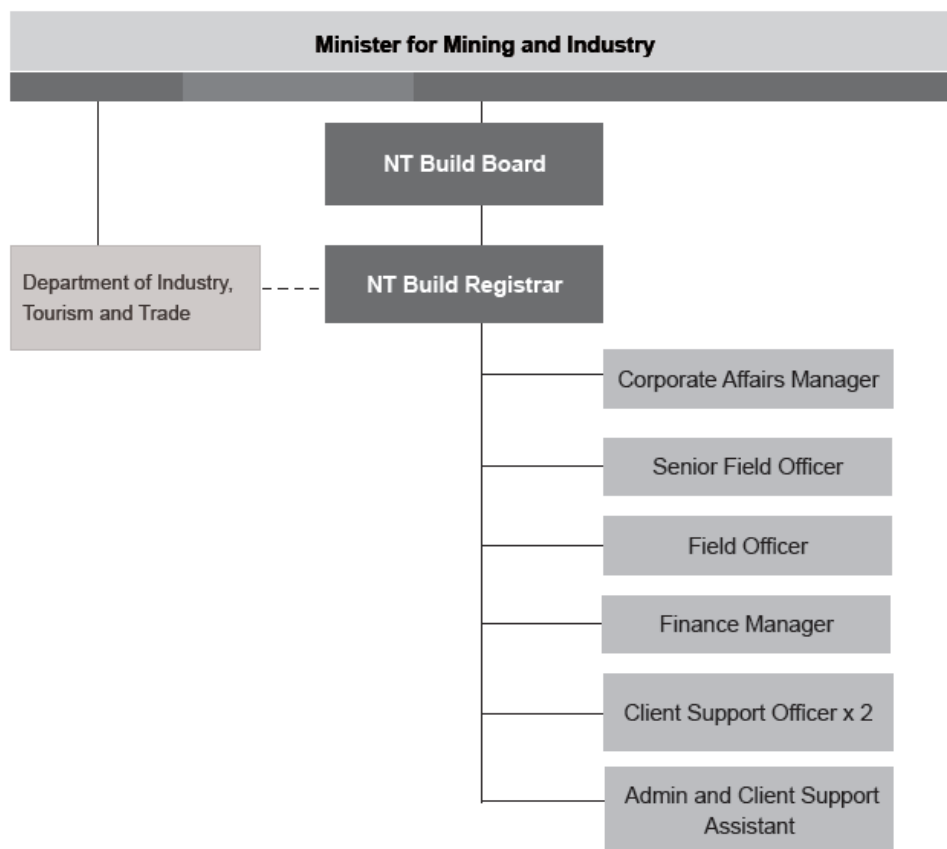 Minister for Mining and Industry
NT Build Board
Department of Industry,
Tourism and Trade
NT Build Registrar
Corporate Affairs Manager
Senior Field Officer
Field Officer
Finance Manager
Client Support Officer x 2
Admin and Client Support
Assistant